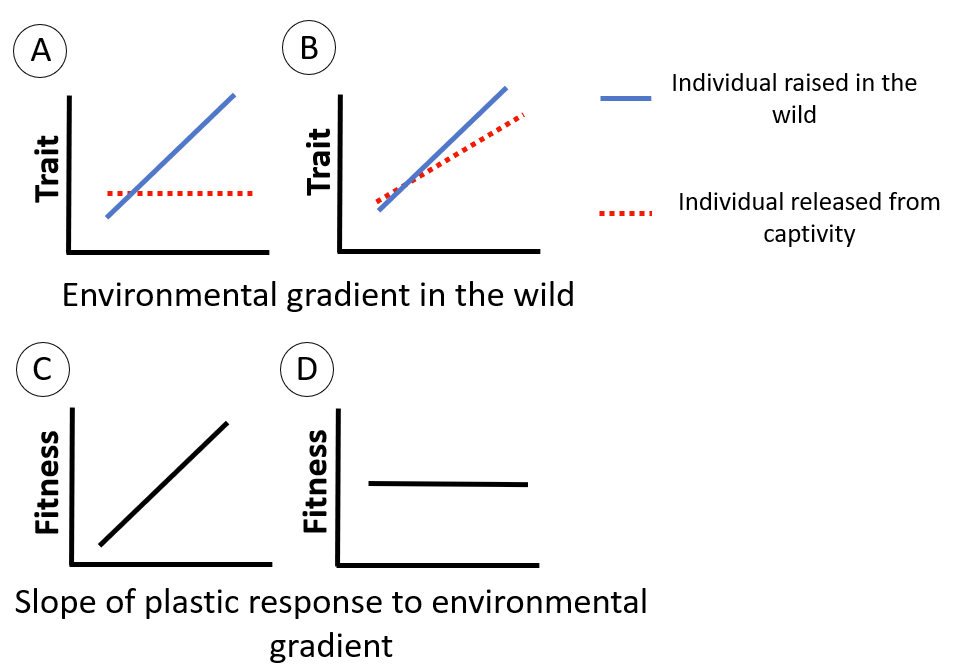 A
B
Trait
Trait
Individual raised in the
wild
Individual released from
captivity
Environmental gradient in the wild
C
D
Fitness
Fitness
Slope of plastic response to environmental
gradient